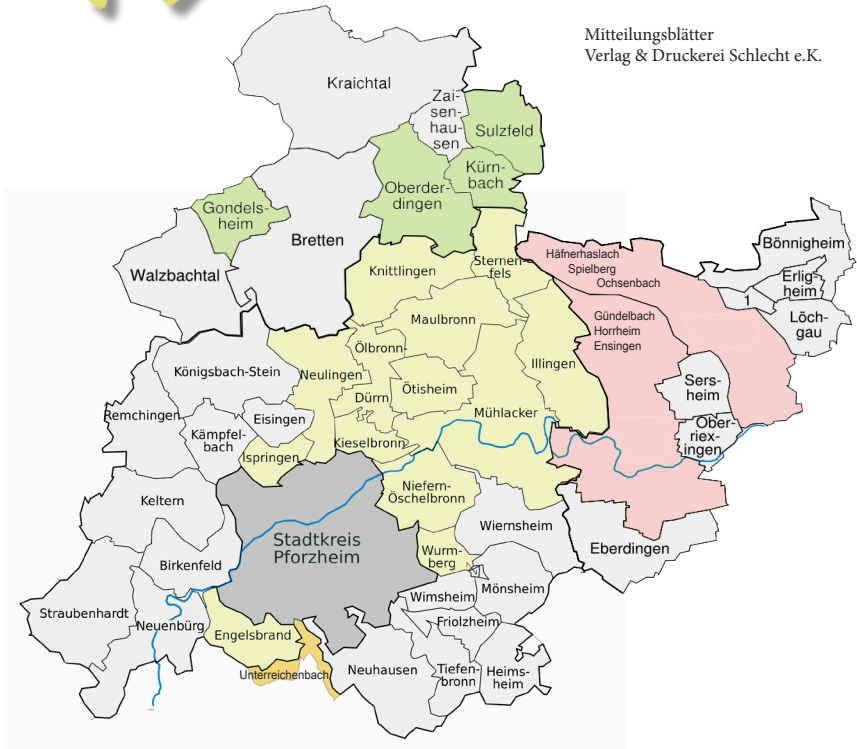 Mitteilungsblätter
Verlag & Druckerei Schlecht e.K.
Kraichtal
Zai-
sen-
hau-
sen
Sulzfeld
Kürn-
bach
Oberder-
dingen
Gondels-
heim
Bretten
Walzbachtal
Knittlingen
Sternen-
fels
Häfnerhaslach
Spielberg
Ochsenbach
Bönnigheim
Erlig-
heim
1
Löch-
gau
Gündelbach
Horrheim
Ensingen
Maulbronn
Ölbronn-
Dürrn
Illingen
Königsbach-Stein
Neulingen
Ötisheim
Sers-
heim
Remchingen
Eisingen
Kämpfel-
bach
Mühlacker
Ober-
riex-
ingen
Kieselbronn
Ispringen
Niefern-
Öschelbronn
Keltern
Wiernsheim
Stadtkreis
Pforzheim
Eberdingen
Wurm-
berg
Birkenfeld
Mönsheim
Wimsheim
Straubenhardt
Neuenbürg
Friolzheim
Engelsbrand
Unterreichenbach
Neuhausen
Tiefen-
bronn
Heims-
heim